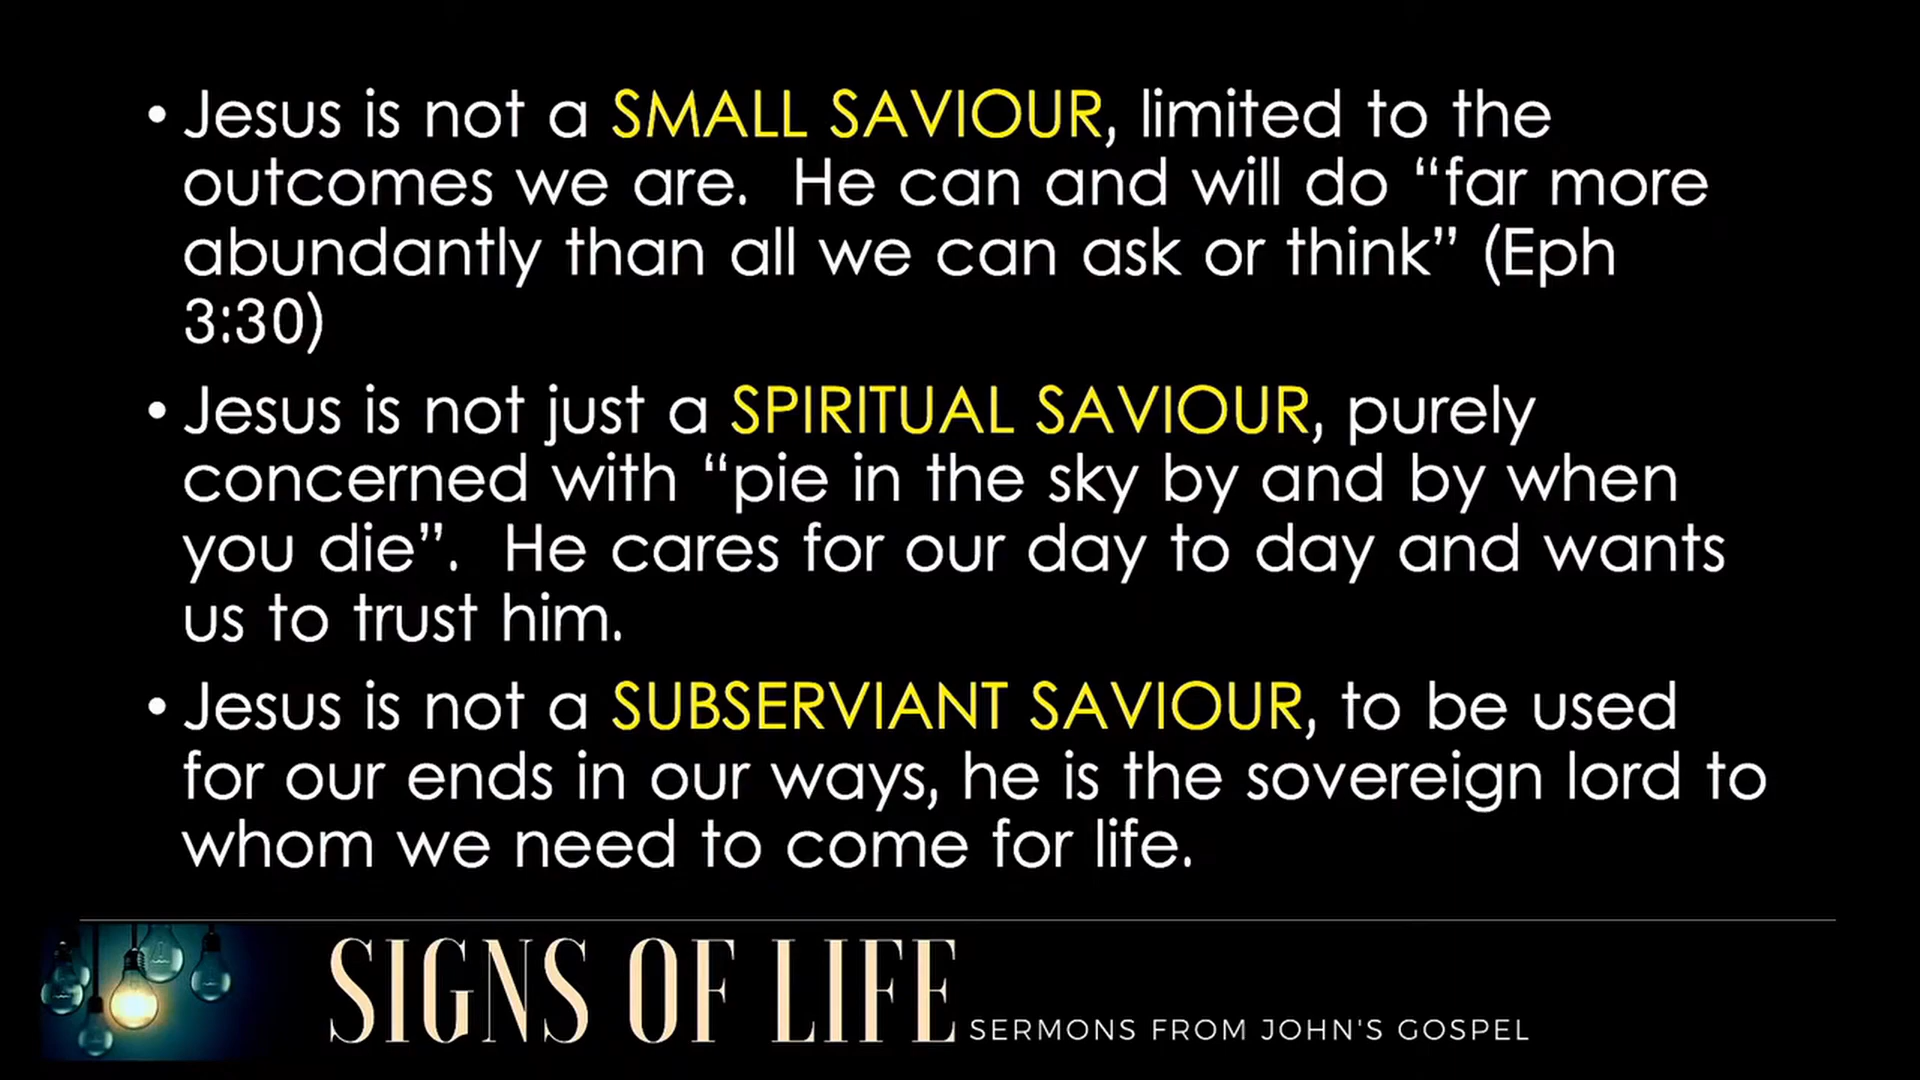 • Jesus is not a SMALL SAVIOUR, limited to the
outcomes we are.  He can and will do “far more
abundantly than all we can ask or think” (Eph
3:30)
• Jesus is not just a SPIRITUAL SAVIOUR, purely
concerned with “pie in the sky by and by when
you die”.  He cares for our day to day and wants
us to trust him.
• Jesus is not a SUBSERVIANT SAVIOUR, to be used
for our ends in our ways, he is the sovereign lord to
whom we need to come for life.
SIGNS OF LIFE SERMONS FROM JOHN'S GOSPEL